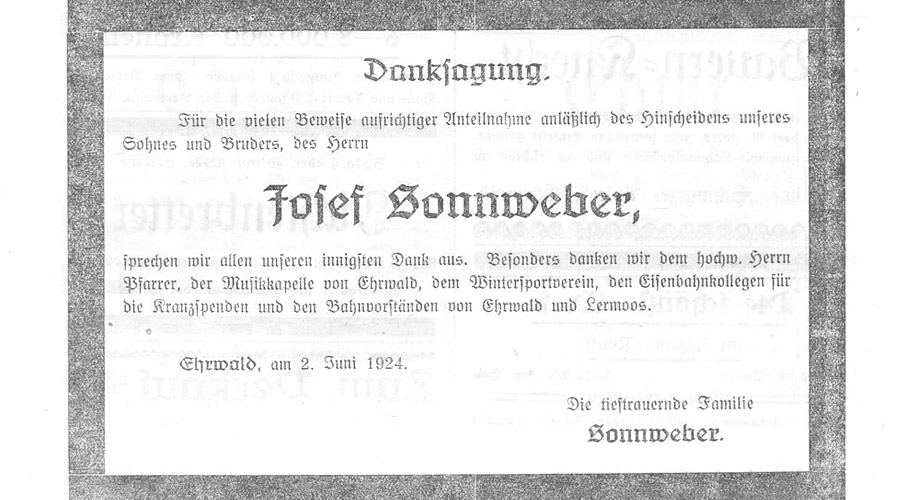 Danksagung.
Für die vielen Beweise aufrichtiger Anteilnahme anläßlich des Hinscheidens unseres
Sohnes und Bruders, des Herrn
Josef Sonnweber,
sprechen wir allen unseren innigsten Dank aus. Besonders danken wir dem hochw. Herrn
Pfarrer, der Musikkapelle von Ehrwald, dem Wintersportverein, den Eisenbahnkollegen für
die Kranzspenden und den Bahnvorständen von Ehrwald und Lermoos.
Ehrwald, am 2. Juni 1924.
Die tieftrauernde Familie
Sonnweber.